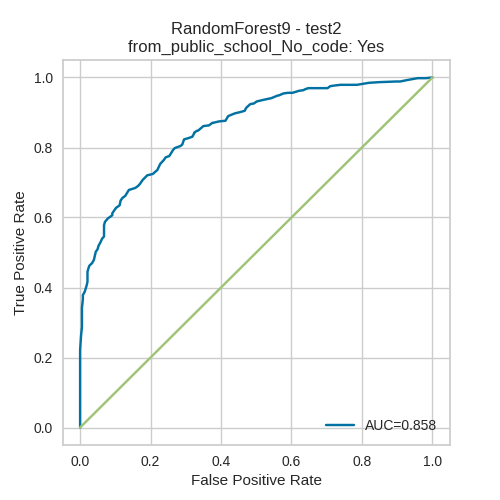 RandomForest9 - test2
from_public_school_No_code: Yes
1.0
0.8
0.6
0.4
0.2
0.0
True Positive Rate
AUC=0.858
0.0 0.2 0.4 0.6 0.8 1.0
False Positive Rate